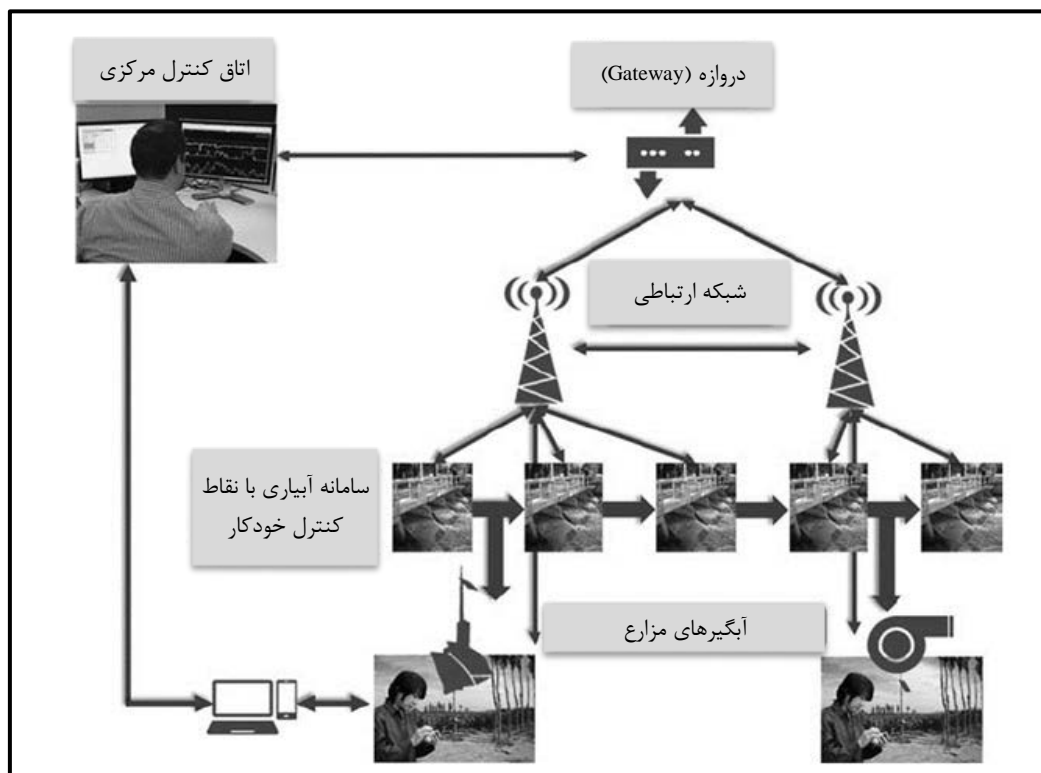 اتاق کنترل مرکزی
دروازه (Gateway)
شبکه ارتباطی
سامانه آبیاری با نقاط
کنترل خودکار
آبگیرهای مزارع